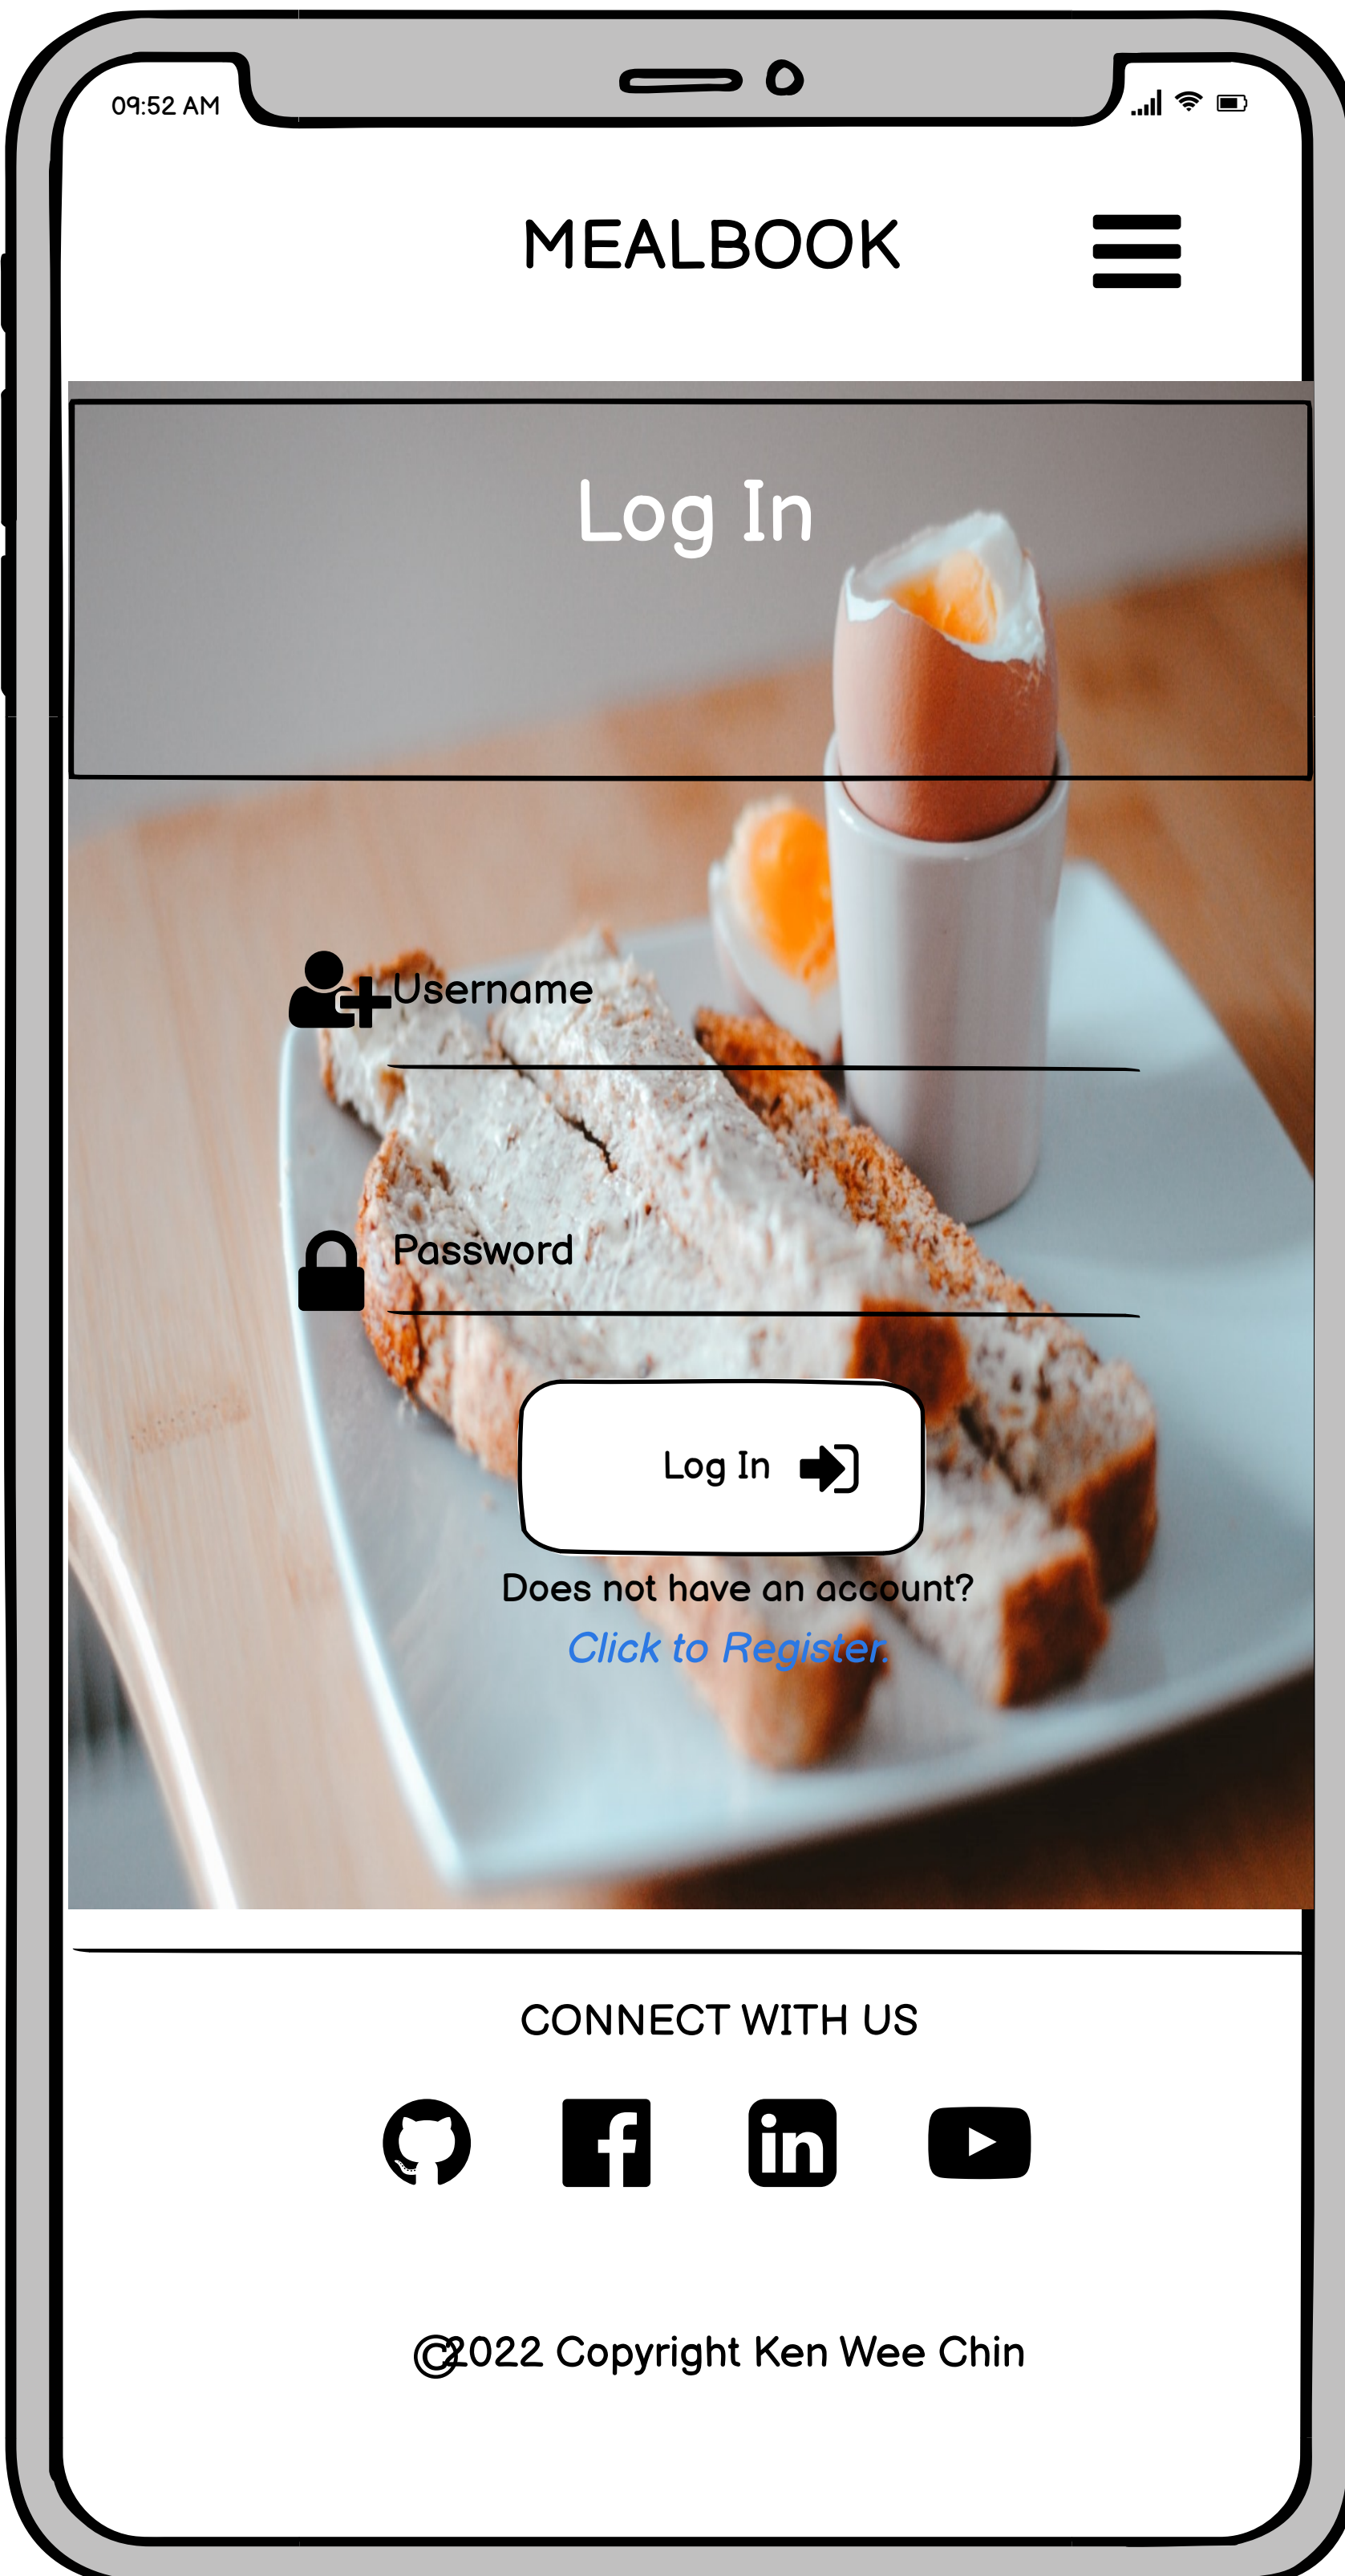 09:52 AM
MEALBOOK
Log In
Username
Password
Log In
Does not have an account?
Click to Register.
CONNECT WITH US
©2022 Copyright Ken Wee Chin